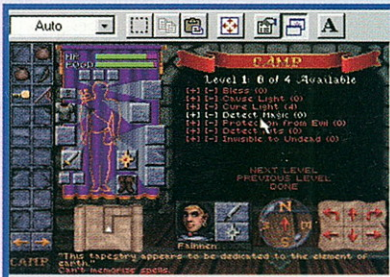 Auto
A
HP
FOOD
CAMP
Level 1: 0 of 4 Available
[+] [-] Bless (0)
[+] [-] Cause Light (0)
[+] [-] Cure Light (4)
[+] [-] Detect Magic (0)
[+] [-] Protection from Evil (0)
[+] [-] Detect Pits (0)
[+] [-] Invisible to Undead (0)
NEXT LEVEL
PREVIOUS LEVEL
DONE
N
S
CAMP
"This tapestry appears to be dedicated to the element of
earth."
Can't memorize spells.